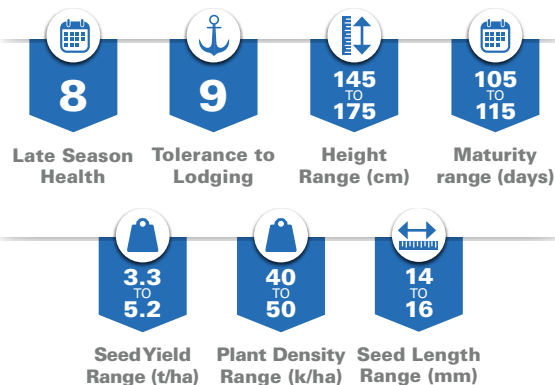 8
9
145
TO
175
105
TO
115
Late Season
Health
Tolerance to
Lodging
Height
Range (cm)
Maturity
range (days)
3.3
TO
5.2
40
TO
50
14
TO
16
Seed Yield
Range (t/ha)
Plant Density
Range (k/ha)
Seed Length
Range (mm)